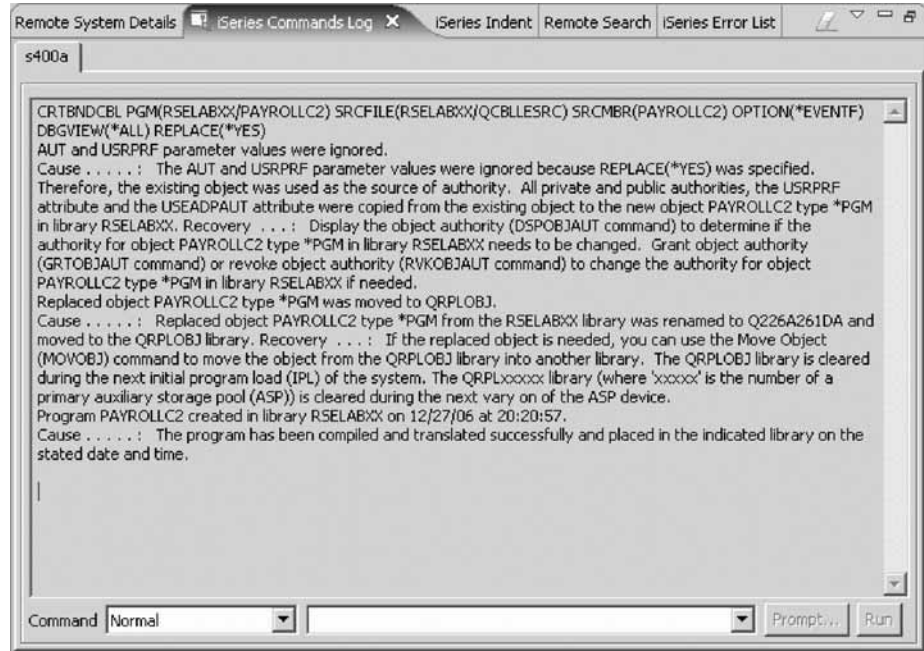 Remote System Details iSeries Commands Log X iSeries Indent Remote Search iSeries Error List
s400a
CRTBNDCBL PGM(RSELABXX/PAYROLLC2) SRCFILE(RSELABXX/QCBLLESRC) SRCMBR(PAYROLLC2) OPTION(*EVENTF)
DBGVIEW(*ALL) REPLACE(*YES)
AUT and USRPRF parameter values were ignored.
Cause . . . . . :   The AUT and USRPRF parameter values were ignored because REPLACE(*YES) was specified.
Therefore, the existing object was used as the source of authority.  All private and public authorities, the USRPRF
attribute and the USEADPAUT attribute were copied from the existing object to the new object PAYROLLC2 type *PGM
in library RSELABXX. Recovery  . . . :   Display the object authority (DSPOBJAUT command) to determine if the
authority for object PAYROLLC2 type *PGM in library RSELABXX needs to be changed.  Grant object authority
(GRTOBJAUT command) or revoke object authority (RVKOBJAUT command) to change the authority for object
PAYROLLC2 type *PGM in library RSELABXX if needed.
Replaced object PAYROLLC2 type *PGM was moved to QRPLOBJ.
Cause . . . . . :   Replaced object PAYROLLC2 type *PGM from the RSELABXX library was renamed to Q226A261DA and
moved to the QRPLOBJ library. Recovery  . . . :   If the replaced object is needed, you can use the Move Object
(MOVOBJ) command to move the object from the QRPLOBJ library into another library.  The QRPLOBJ library is cleared
during the next initial program load (IPL) of the system. The QRPLxxxxx library (where 'xxxxx' is the number of a
primary auxiliary storage pool (ASP)) is cleared during the next vary on of the ASP device.
Program PAYROLLC2 created in library RSELABXX on 12/27/06 at 20:20:57.
Cause . . . . . :   The program has been compiled and translated successfully and placed in the indicated library on the
stated date and time.
Command Normal Prompt... Run